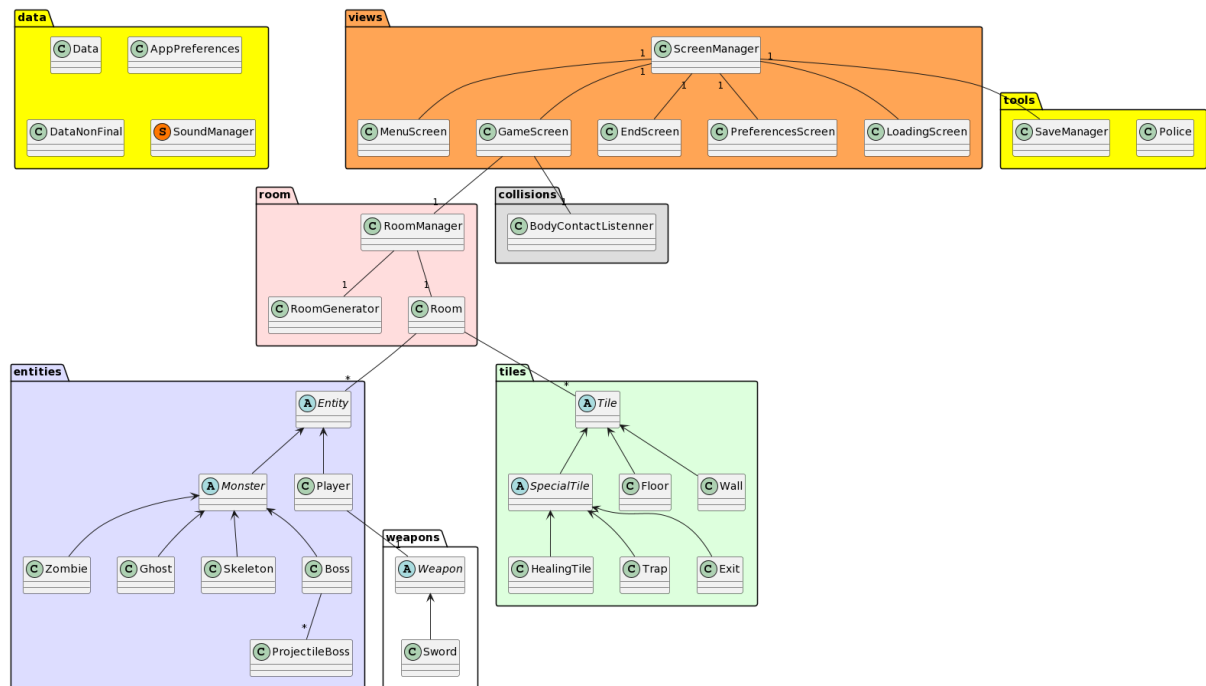 data
views
C Data
C AppPreferences
C ScreenManager
1
1
1
1
1
tools
C DataNonFinal
S SoundManager
C MenuScreen
C GameScreen
C EndScreen
C PreferencesScreen
C LoadingScreen
C SaveManager
C Police
room
collisions
1
1
C RoomManager
C BodyContactListenner
1
1
C RoomGenerator
C Room
entities
tiles
*
*
A Entity
A Tile
A Monster
C Player
A SpecialTile
C Floor
C Wall
weapons
1
C Zombie
C Ghost
C Skeleton
C Boss
A Weapon
C HealingTile
C Trap
C Exit
*
C ProjectileBoss
C Sword